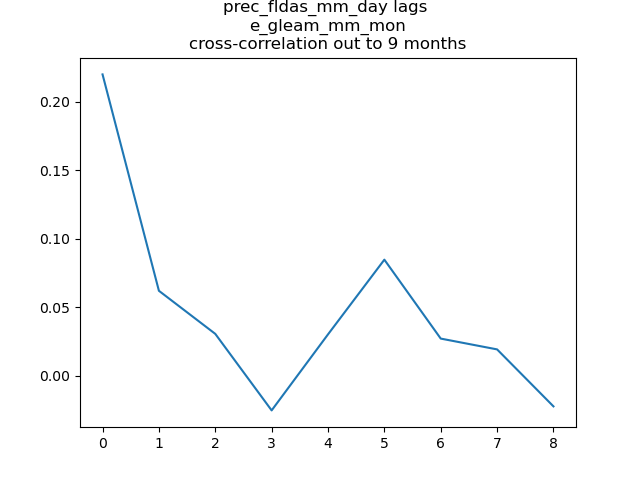 prec_fldas_mm_day lags
e_gleam_mm_mon
cross-correlation out to 9 months
0.20
0.15
0.10
0.05
0.00
0 1 2 3 4 5 6 7 8